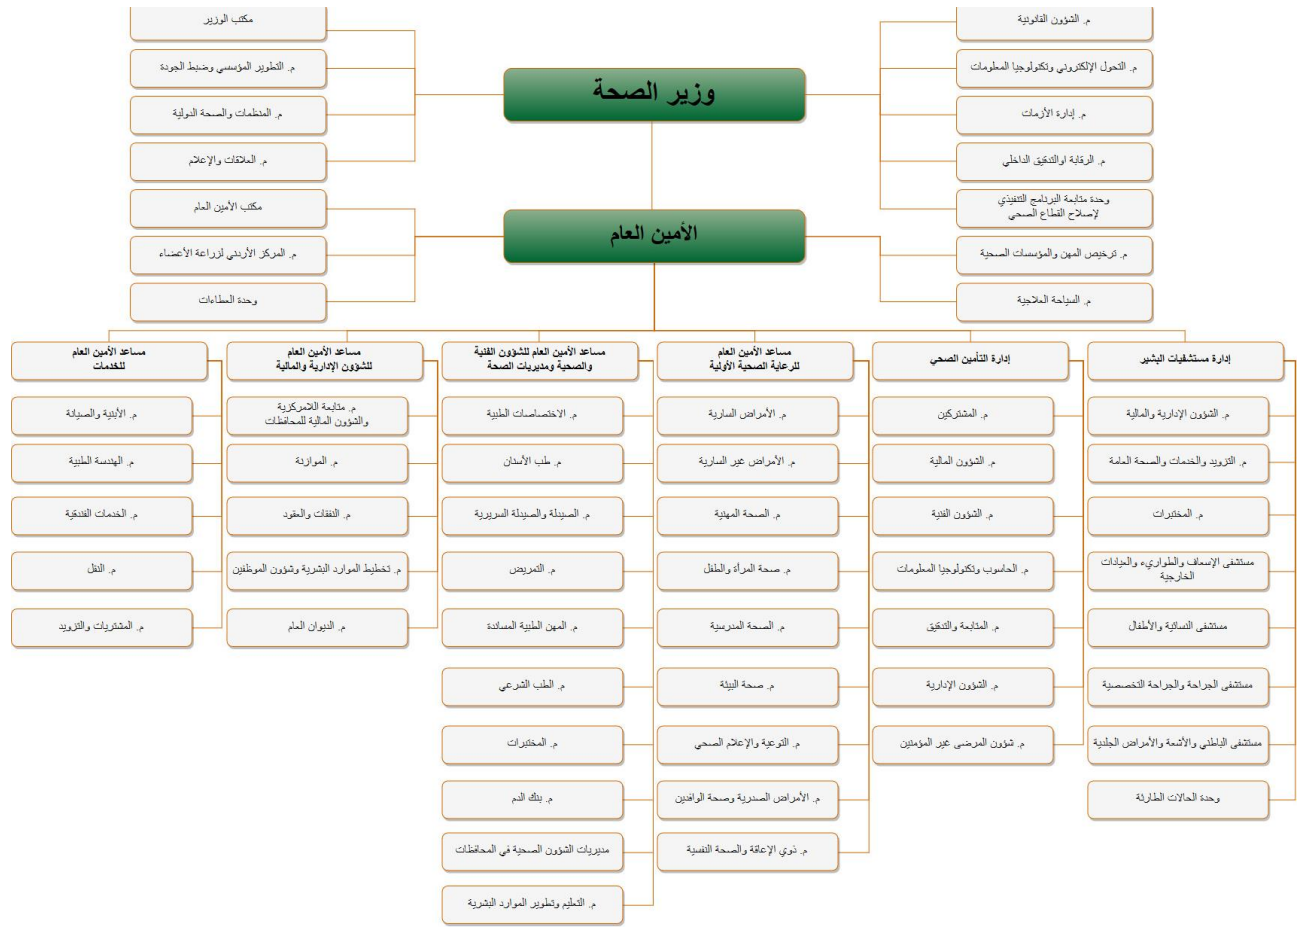 وزير الصحة
م. الشؤون القانونية
م. التحول الإلكتروني وتكنولوجيا المعلومات
م. إدارة الأزمات
م. الرقابة اوالتدقيق الداخلي
وحدة متابعة البرنامج التنفيذي
لإصلاح القطاع الصحي
مكتب الوزير
م. التطوير المؤسسي وضبط الجودة
م. المنظمات والصحة الدولية
م. العلاقات والإعلام
الأمين العام
م. ترخيص المهن والمؤسسات الصحية
م. السياحة العلاجية
مكتب الأمين العام
م. المركز الأردني لزراعة الأعضاء
وحدة العطاءات
إدارة مستشفيات البشير
م. الشؤون الإدارية والمالية
م. التزويد والخدمات والصحة العامة
م. المختبرات
مستشفى الإسعاف والطواريء والعيادات
الخارجية
مستشفى النسائية والأطفال
مستشفى الجراحة والجراحة التخصصية
مستشفى الباطني والأشعة والأمراض الجلدية
وحدة الحالات الطارئة
إدارة التأمين الصحي
م. المشتركين
م. الشؤون المالية
م. الشؤون الفنية
م. الحاسوب وتكنولوجيا المعلومات
م. المتابعة والتدقيق
م. الشؤون الإدارية
م. شؤون المرضى غير المؤمنين
مساعد الأمين العام
للرعاية الصحية الأولية
م. الأمراض السارية
م. الأمراض غير السارية
م. الصحة المهنية
م. صحة المرأة والطفل
م. الصحة المدرسية
م. صحة البيئة
م. التوعية والإعلام الصحي
م. الأمراض الصدرية وصحة الوافدين
م. ذوي الإعاقة والصحة النفسية
مساعد الأمين العام للشؤون الفنية
والصحية ومديريات الصحة
م. الاختصاصات الطبية
م. طب الأسنان
م. الصيدلة والصيدلة السريرية
م. التمريض
م. المهن الطبية المساندة
م. الطب الشرعي
م. المختبرات
م. بنك الدم
مديريات الشؤون الصحية في المحافظات
م. التعليم وتطوير الموارد البشرية
مساعد الأمين العام
للشؤون الإدارية والمالية
م. متابعة اللامركزية
والشؤون المالية للمحافظات
م. الموازنة
م. النفقات والعقود
م. تخطيط الموارد البشرية وشؤون الموظفين
م. الديوان العام
مساعد الأمين العام
للخدمات
م. الأبنية والصيانة
م. الهندسة الطبية
م. الخدمات الفندقية
م. النقل
م. المشتريات والتزويد